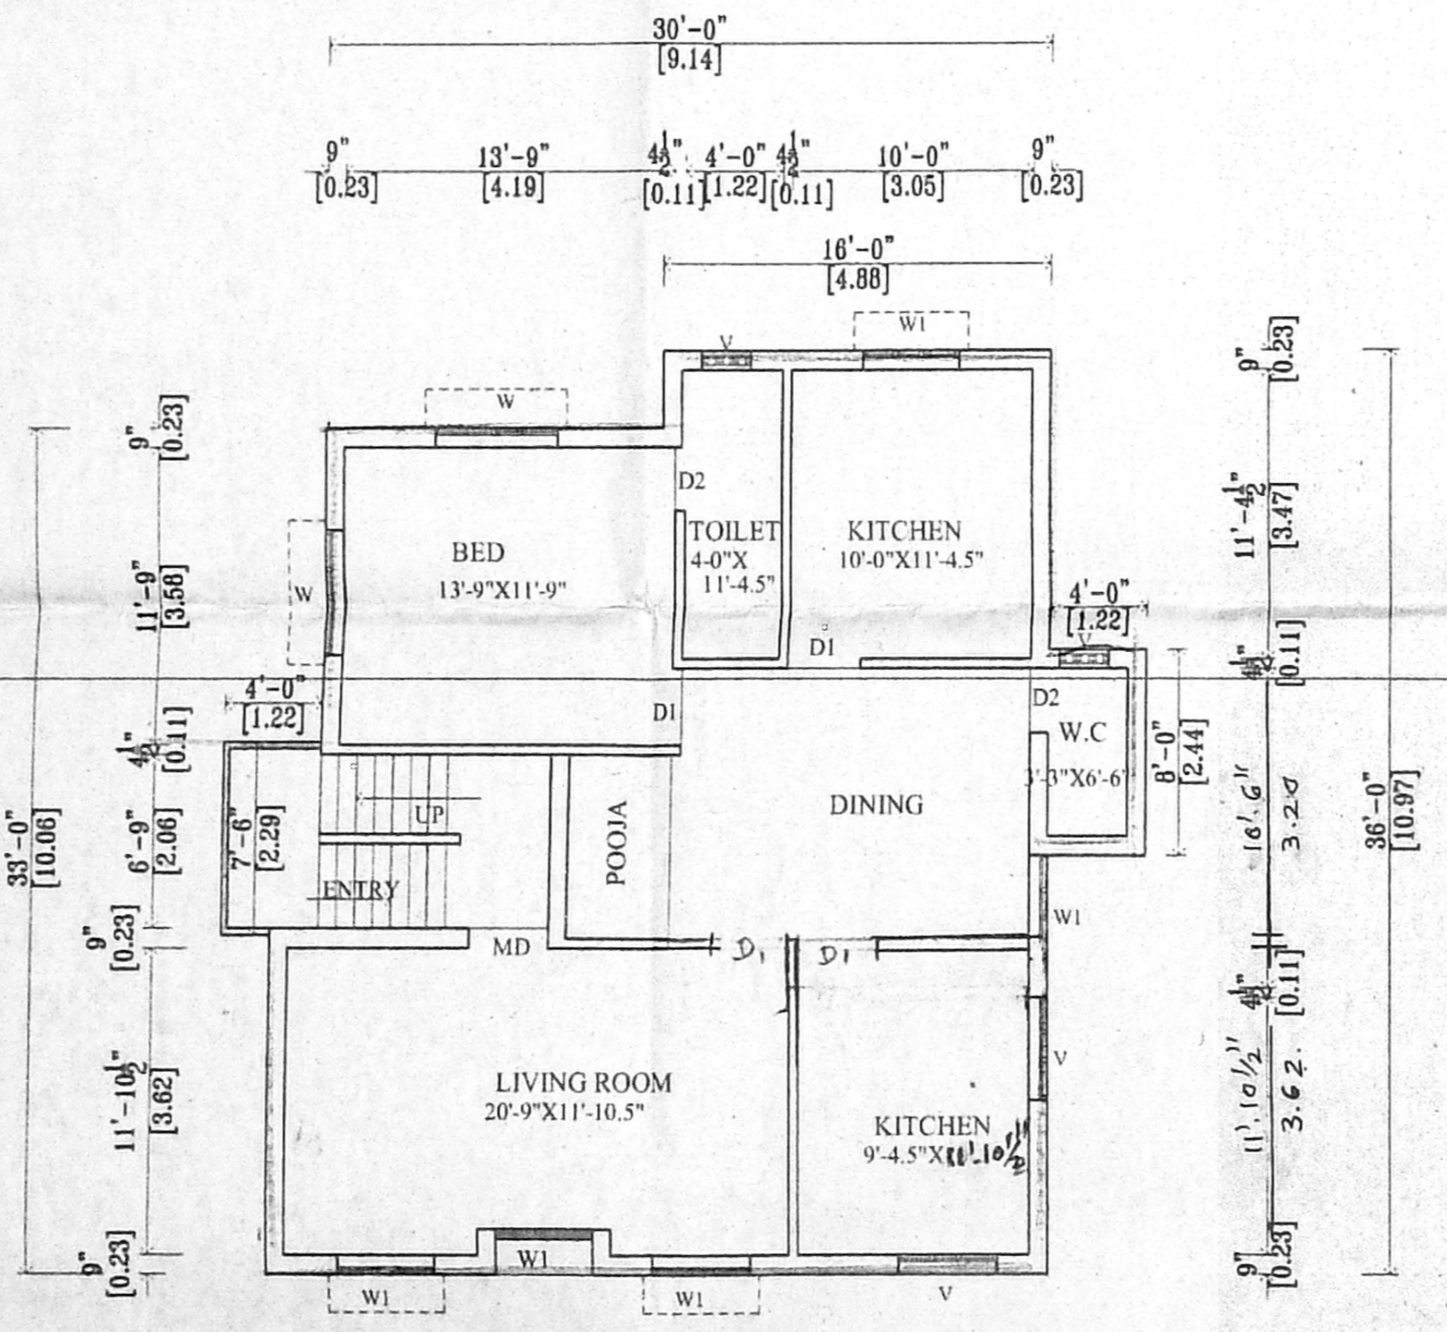 30'-0"
[9.14]
9" 13'-9" 4½" 4'-0" 4½" 10'-0" 9"
[0.23] [4.19] [0.11] [1.22] [0.11] [3.05] [0.23]
16'-0"
[4.88]
W1
V
W
9"
[0.23]
9"
[0.23]
D2
TOILET
4-0"X
11'-4.5"
KITCHEN
10'-0"X11'-4.5"
BED
13'-9"X11'-9"
W
11'-9"
[3.58]
11'-4½"
[3.47]
4'-0"
[1.22]
V
D1
4½"
[0.11]
4'-0"
[1.22]
D1
D2
W.C
3'-3"X6'-6"
8'-0"
[2.44]
4½"
[0.11]
UP
ENTRY
POOJA
DINING
7'-6"
[2.29]
6'-9"
[2.06]
33'-0"
[10.06]
10'.6"
3.20
36'-0"
[10.97]
W1
9"
[0.23]
MD
D1
D1
4½"
[0.11]
V
LIVING ROOM
20'-9"X11'-10.5"
KITCHEN
9'-4.5"X11'-10½"
11'-10½"
[3.62]
11'.10½"
3.62.
9"
[0.23]
9"
[0.23]
W1
W1
W1
V